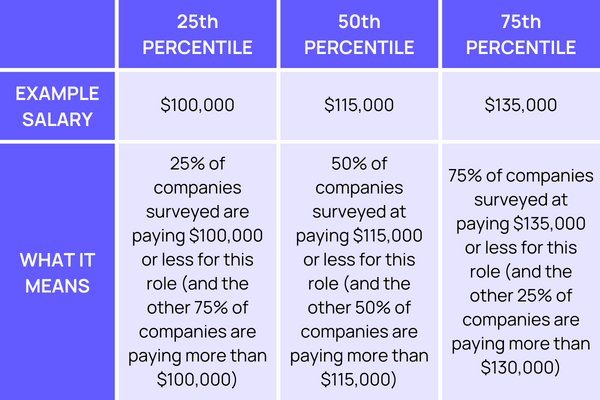 25th
PERCENTILE
50th
PERCENTILE
75th
PERCENTILE
EXAMPLE
SALARY
$100,000
$115,000
$135,000
WHAT IT
MEANS
25% of
companies
surveyed are
paying $100,000
or less for this
role (and the
other 75% of
companies are
paying more than
$100,000)
50% of
companies
surveyed at
paying $115,000
or less for this
role (and the
other 50% of
companies are
paying more than
$115,000)
75% of companies
surveyed at
paying $135,000
or less for this
role (and the
other 25% of
companies are
paying more than
$130,000)